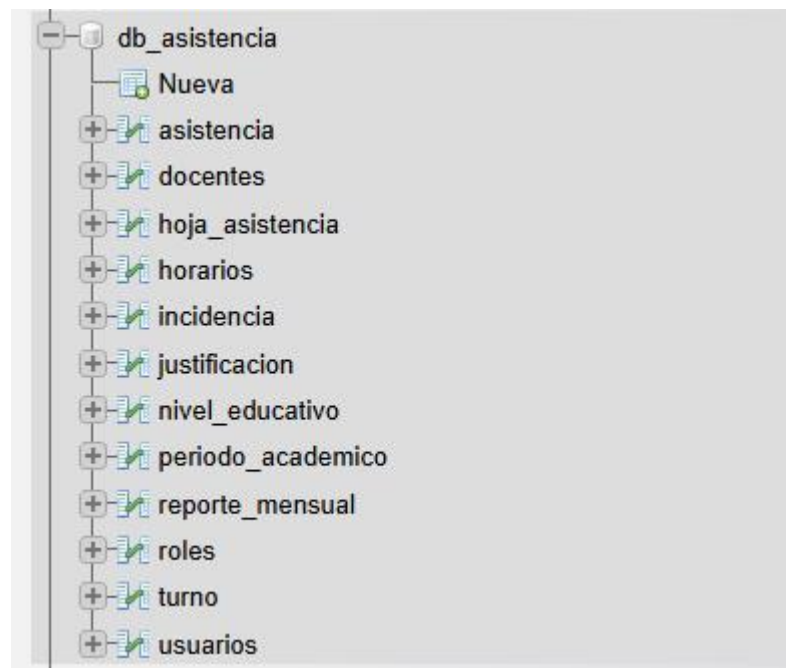 db_asistencia
Nueva
asistencia
docentes
hoja_asistencia
horarios
incidencia
justificacion
nivel_educativo
periodo_academico
reporte_mensual
roles
turno
usuarios